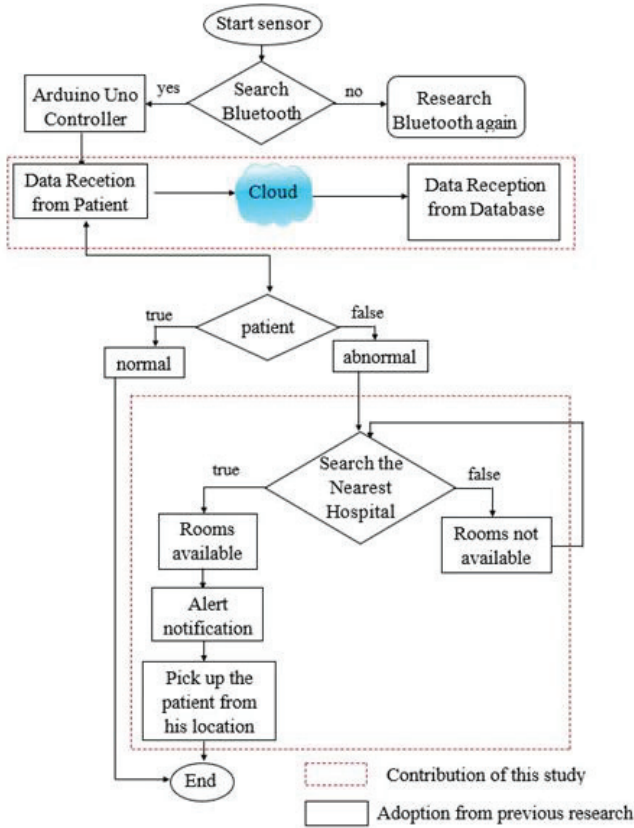 Start sensor
Search
Bluetooth
yes
no
Arduino Uno
Controller
Research
Bluetooth again
Data Recetion
from Patient
Cloud
Data Reception
from Database
patient
true
false
normal
abnormal
Search the
Nearest
Hospital
true
false
Rooms
available
Rooms not
available
Alert
notification
Pick up the
patient from
his location
End
Contribution of this study
Adoption from previous research